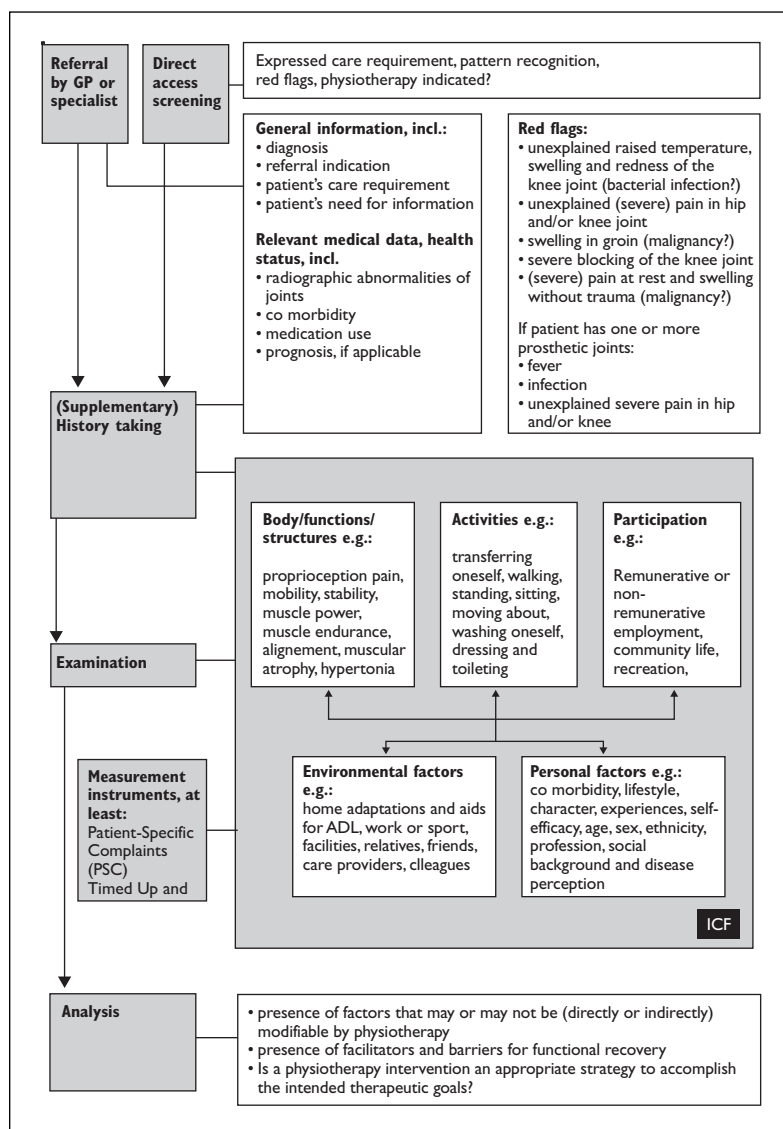 Referral
by GP or
specialist
Direct
access
screening
Expressed care requirement, pattern recognition,
red flags, physiotherapy indicated?
General information, incl.:
• diagnosis
• referral indication
• patient's care requirement
• patient's need for information
Relevant medical data, health
status, incl.
• radiographic abnormalities of
joints
• co morbidity
• medication use
• prognosis, if applicable
Red flags:
• unexplained raised temperature,
swelling and redness of the
knee joint (bacterial infection?)
• unexplained (severe) pain in hip
and/or knee joint
• swelling in groin (malignancy?)
• severe blocking of the knee joint
• (severe) pain at rest and swelling
without trauma (malignancy?)
If patient has one or more
prosthetic joints:
• fever
• infection
• unexplained severe pain in hip
and/or knee
(Supplementary)
History taking
Body/functions/
structures e.g.:
proprioception pain,
mobility, stability,
muscle power,
muscle endurance,
alignement, muscular
atrophy, hypertonia
Activities e.g.:
transferring
oneself, walking,
standing, sitting,
moving about,
washing oneself,
dressing and
toileting
Participation
e.g.:
Remunerative or
non-
remunerative
employment,
community life,
recreation,
Examination
Measurement
instruments, at
least:
Patient-Specific
Complaints
(PSC)
Timed Up and
Environmental factors
e.g.:
home adaptations and aids
for ADL, work or sport,
facilities, relatives, friends,
care providers, clleagues
Personal factors e.g.:
co morbidity, lifestyle,
character, experiences, self-
efficacy, age, sex, ethnicity,
profession, social
background and disease
perception
ICF
Analysis
• presence of factors that may or may not be (directly or indirectly)
modifiable by physiotherapy
• presence of facilitators and barriers for functional recovery
• Is a physiotherapy intervention an appropriate strategy to accomplish
the intended therapeutic goals?